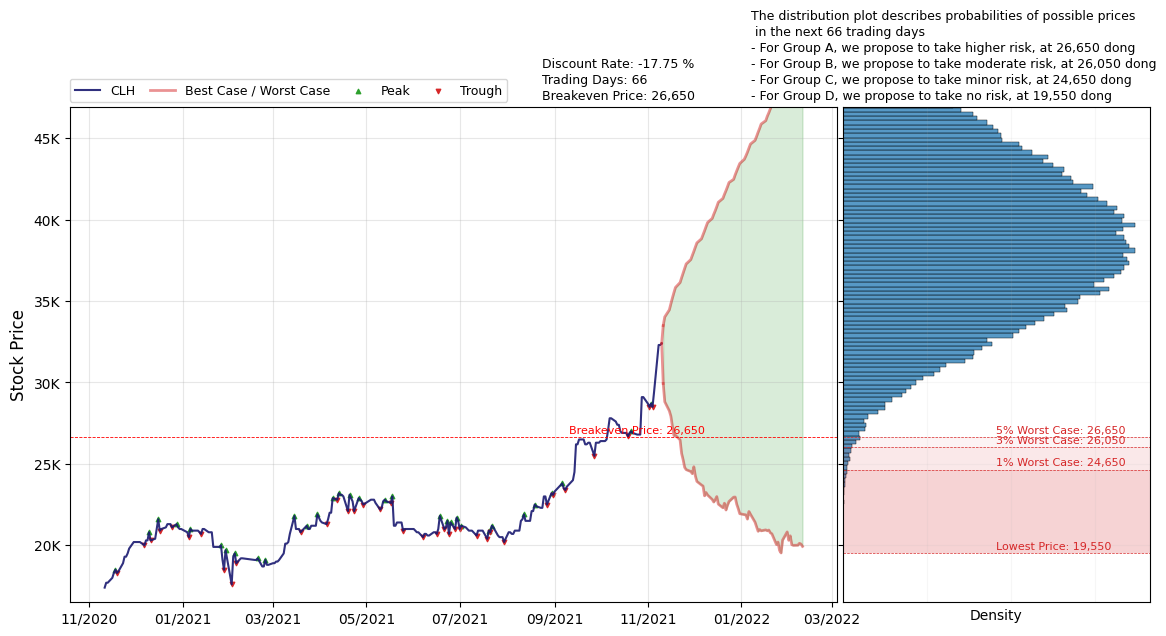 The distribution plot describes probabilities of possible prices
in the next 66 trading days
- For Group A, we propose to take higher risk, at 26,650 dong
- For Group B, we propose to take moderate risk, at 26,050 dong
- For Group C, we propose to take minor risk, at 24,650 dong
- For Group D, we propose to take no risk, at 19,550 dong
Discount Rate: -17.75 %
Trading Days: 66
Breakeven Price: 26,650
CLH
Best Case / Worst Case
Peak
Trough
Stock Price
45K
40K
35K
30K
25K
20K
Breakeven Price: 26,650
5% Worst Case: 26,650
3% Worst Case: 26,050
1% Worst Case: 24,650
Lowest Price: 19,550
11/2020
01/2021
03/2021
05/2021
07/2021
09/2021
11/2021
01/2022
03/2022
Density